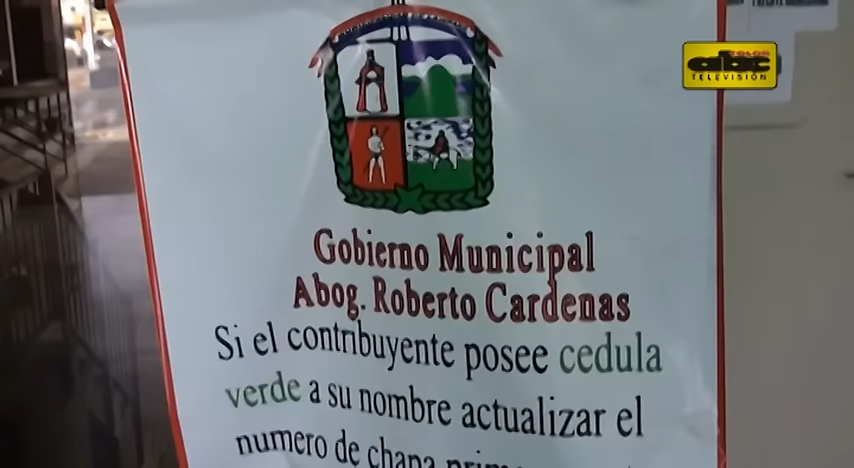 COLOR
abc
TELEVISIÓN
Gobierno Municipal
Abog. Roberto Cardenas
Si el contribuyente posee cedula
verde a su nombre actualizar el
numero de chapa